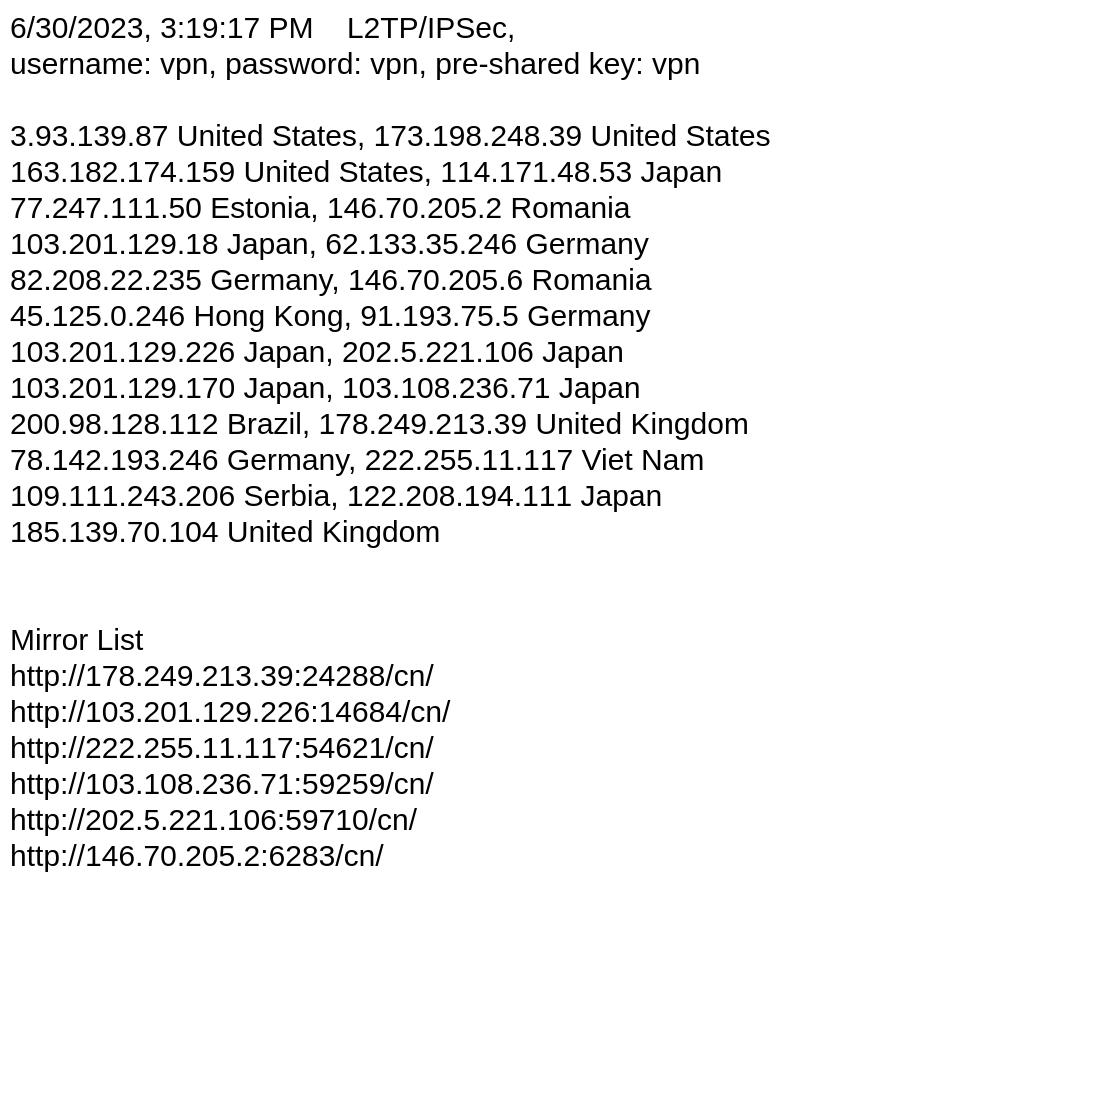 6/30/2023, 3:19:17 PM    L2TP/IPSec,
username: vpn, password: vpn, pre-shared key: vpn
3.93.139.87 United States, 173.198.248.39 United States
163.182.174.159 United States, 114.171.48.53 Japan
77.247.111.50 Estonia, 146.70.205.2 Romania
103.201.129.18 Japan, 62.133.35.246 Germany
82.208.22.235 Germany, 146.70.205.6 Romania
45.125.0.246 Hong Kong, 91.193.75.5 Germany
103.201.129.226 Japan, 202.5.221.106 Japan
103.201.129.170 Japan, 103.108.236.71 Japan
200.98.128.112 Brazil, 178.249.213.39 United Kingdom
78.142.193.246 Germany, 222.255.11.117 Viet Nam
109.111.243.206 Serbia, 122.208.194.111 Japan
185.139.70.104 United Kingdom
Mirror List
http://178.249.213.39:24288/cn/
http://103.201.129.226:14684/cn/
http://222.255.11.117:54621/cn/
http://103.108.236.71:59259/cn/
http://202.5.221.106:59710/cn/
http://146.70.205.2:6283/cn/